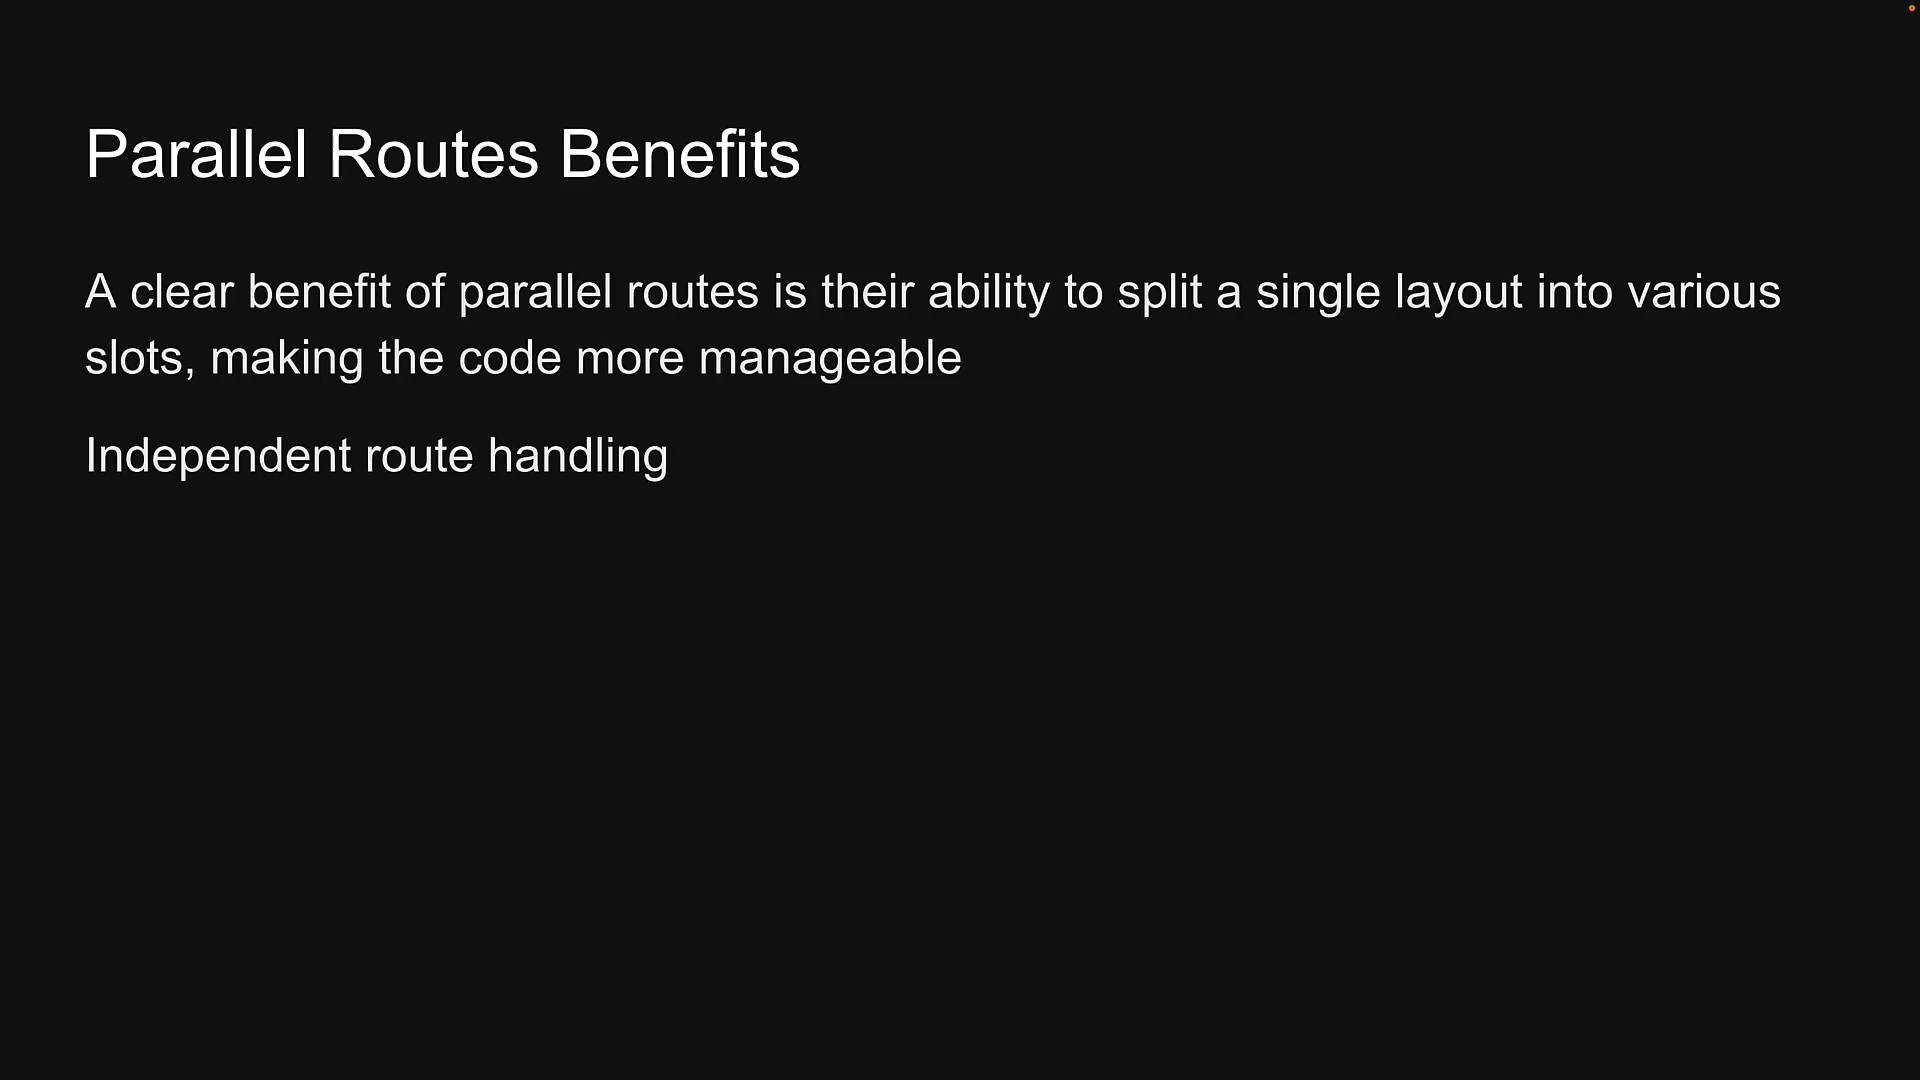 Parallel Routes Benefits
A clear benefit of parallel routes is their ability to split a single layout into various
slots, making the code more manageable
Independent route handling